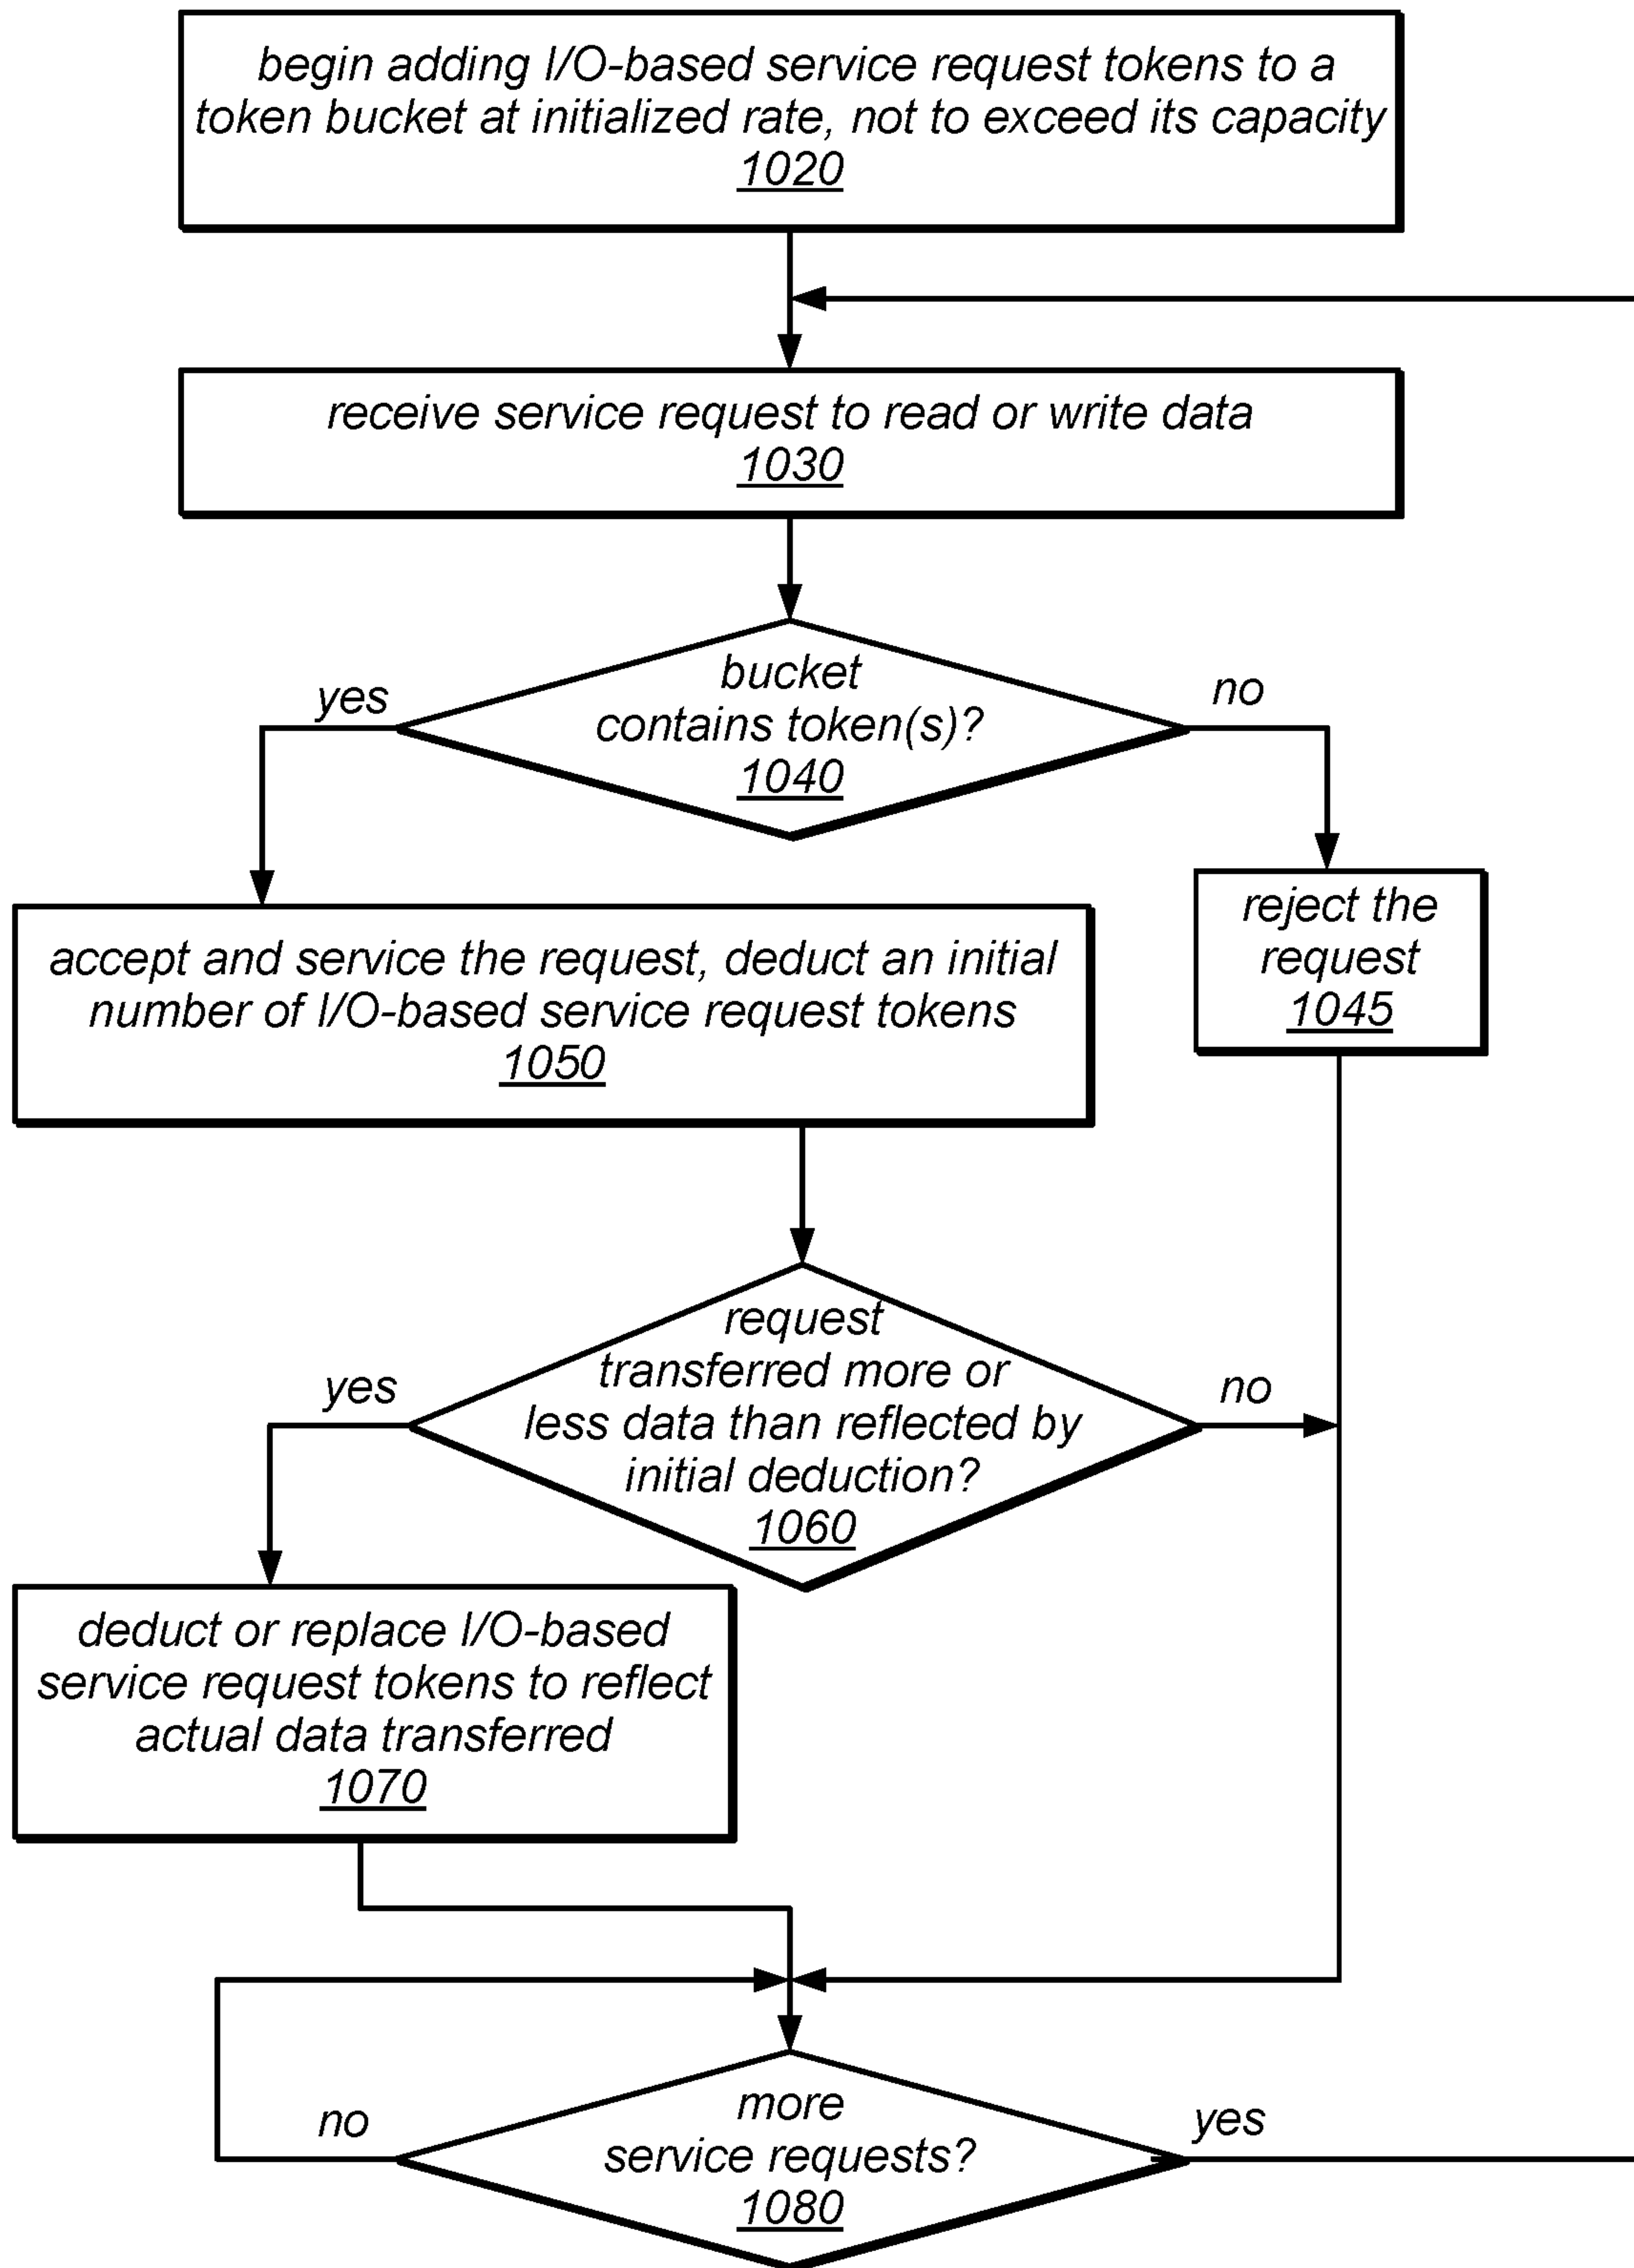 begin adding I/O-based service request tokens to a
token bucket at initialized rate, not to exceed its capacity
1020
receive service request to read or write data
1030
bucket
contains token(s)?
1040
yes
no
reject the
request
1045
accept and service the request, deduct an initial
number of I/O-based service request tokens
1050
request
transferred more or
less data than reflected by
initial deduction?
1060
yes
no
deduct or replace I/O-based
service request tokens to reflect
actual data transferred
1070
more
service requests?
1080
no
yes